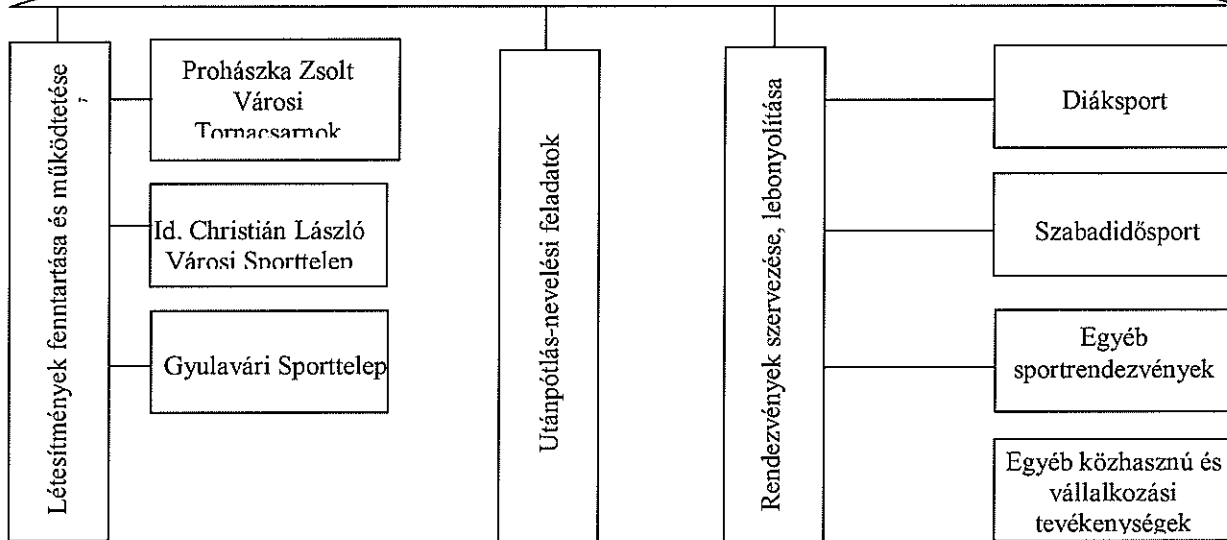 Létesítmények fenntartása és működtetése
,
Prohászka Zsolt
Városi
Tornacsarnok
Id. Christián László
Városi Sporttelep
Gyulavári Sporttelep
Utánpótlás-nevelési feladatok
Rendezvények szervezése, lebonyolítása
Diáksport
Szabadidősport
Egyéb
sportrendezvények
Egyéb közhasznú és
vállalkozási
tevékenységek